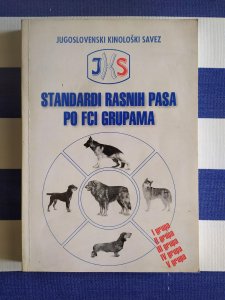 JUGOSLOVENSKI KINOLOŠKI SAVEZ
JKS
STANDARDI RASNIH PASA
PO FCI GRUPAMA
I grupa
II grupa
III grupa
IV grupa
V grupa